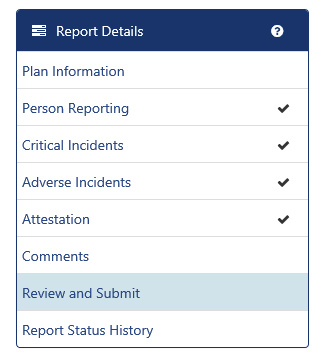 Report Details
Plan Information
Person Reporting
Critical Incidents
Adverse Incidents
Attestation
Comments
Review and Submit
Report Status History